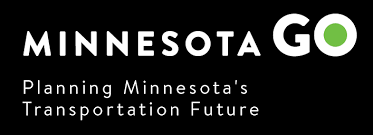 MINNESOTA GO
Planning Minnesota's
Transportation Future